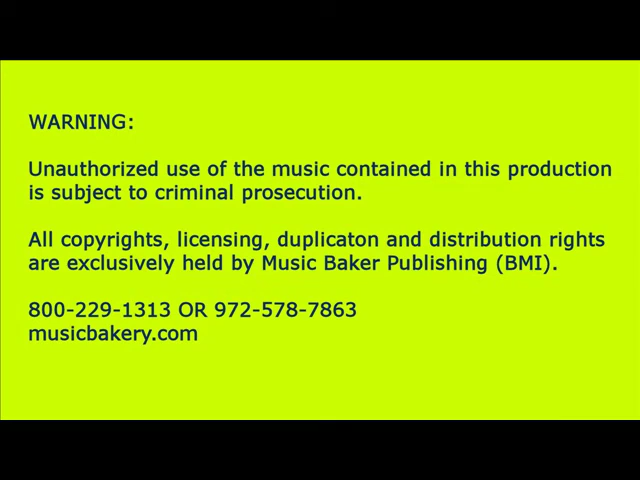 WARNING:
Unauthorized use of the music contained in this production
is subject to criminal prosecution.
All copyrights, licensing, duplicaton and distribution rights
are exclusively held by Music Baker Publishing (BMI).
800-229-1313 OR 972-578-7863
musicbakery.com